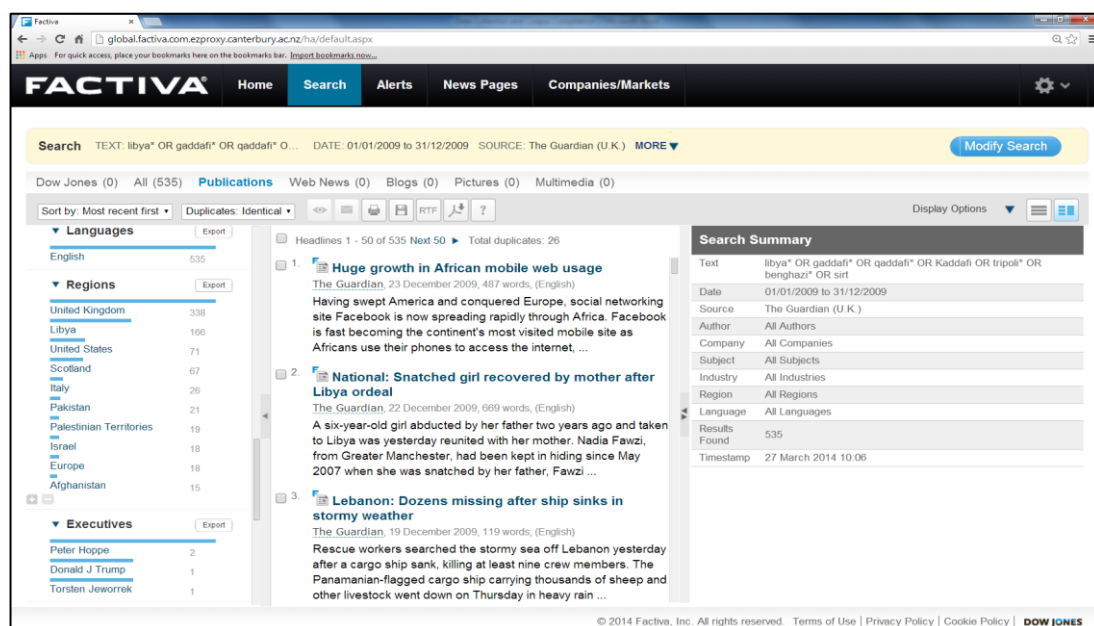 Factiva
global.factiva.com.ezproxy.canterbury.ac.nz/ha/default.aspx
Apps For quick access, place your bookmarks here on the bookmarks bar. Import bookmarks now...
FACTIVA® Home Search Alerts News Pages Companies/Markets
Search TEXT: libya* OR gaddafi* OR qaddafi* O... DATE: 01/01/2009 to 31/12/2009 SOURCE: The Guardian (U.K.) MORE Modify Search
Dow Jones (0) All (535) Publications Web News (0) Blogs (0) Pictures (0) Multimedia (0)
Sort by: Most recent first Duplicates: Identical RTF ? Display Options
Languages Export
English 535
Regions Export
United Kingdom 338
Libya 166
United States 71
Scotland 67
Italy 26
Pakistan 21
Palestinian Territories 19
Israel 18
Europe 18
Afghanistan 15
Executives Export
Peter Hoppe 2
Donald J Trump 1
Torsten Jeworrek 1
Headlines 1 - 50 of 535 Next 50 Total duplicates: 26
1. Huge growth in African mobile web usage
The Guardian, 23 December 2009, 487 words, (English)
Having swept America and conquered Europe, social networking
site Facebook is now spreading rapidly through Africa. Facebook
is fast becoming the continent's most visited mobile site as
Africans use their phones to access the internet, ...
2. National: Snatched girl recovered by mother after
Libya ordeal
The Guardian, 22 December 2009, 669 words, (English)
A six-year-old girl abducted by her father two years ago and taken
to Libya was yesterday reunited with her mother. Nadia Fawzi,
from Greater Manchester, had been kept in hiding since May
2007 when she was snatched by her father, Fawzi ...
3. Lebanon: Dozens missing after ship sinks in
stormy weather
The Guardian, 19 December 2009, 119 words, (English)
Rescue workers searched the stormy sea off Lebanon yesterday
after a cargo ship sank, killing at least nine crew members. The
Panamanian-flagged cargo ship carrying thousands of sheep and
other livestock went down on Thursday in heavy rain ...
Search Summary
Text libya* OR gaddafi* OR qaddafi* OR Kaddafi OR tripoli* OR
benghazi* OR sirt
Date 01/01/2009 to 31/12/2009
Source The Guardian (U.K.)
Author All Authors
Company All Companies
Subject All Subjects
Industry All Industries
Region All Regions
Language All Languages
Results
Found 535
Timestamp 27 March 2014 10:06
© 2014 Factiva, Inc. All rights reserved. Terms of Use | Privacy Policy | Cookie Policy | DOW JONES